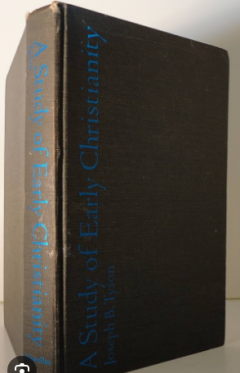 A Study of Early Christianity
A Study of Early Christianity
Joseph B. Tyson